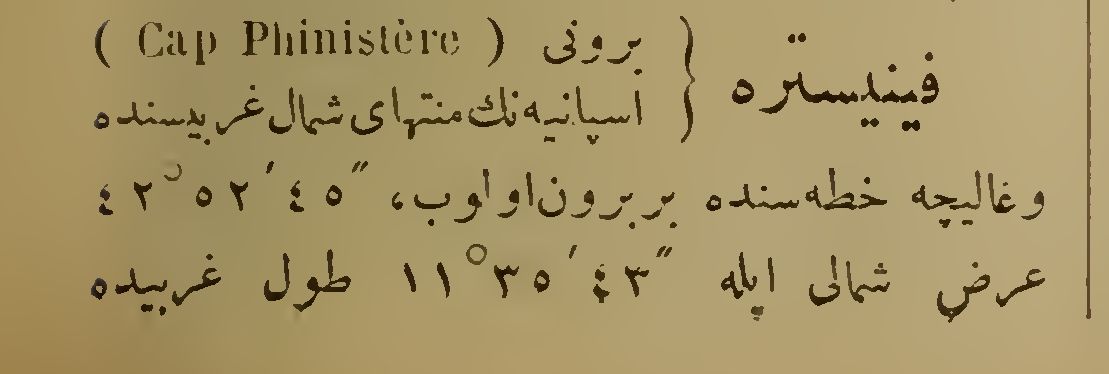 فینیستره { برونی ( Cap Phinistère )
اسپانیه‌نك منتهای شمال غربیسنده
وغالیچه خطه‌سنده بر برون اولوب، ٤٢° ٥٢′ ٤٥″
عرض شمالی ایله ١١° ٣٥′ ٤٣″ طول غربیده